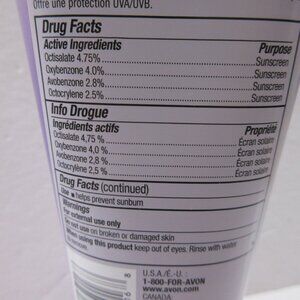 Offre une protection UVA/UVB.
Drug Facts
Active Ingredients Purpose
Octisalate 4.75% Sunscreen
Oxybenzone 4.0% Sunscreen
Avobenzone 2.8% Sunscreen
Octocrylene 2.5% Sunscreen
Info Drogue
Ingrédients actifs Propriété
Octisalate 4,75 % Écran solaire
Oxybenzone 4,0 % Écran solaire
Avobenzone 2,8 % Écran solaire
Octocrylène 2,5 % Écran solaire
Drug Facts (continued)
Use ■ helps prevent sunburn
Warnings
For external use only
Do not use on broken or damaged skin
When using this product keep out of eyes. Rinse with water
U.S.A./É.-U. :
1-800-FOR-AVON
www.avon.com
CANADA: